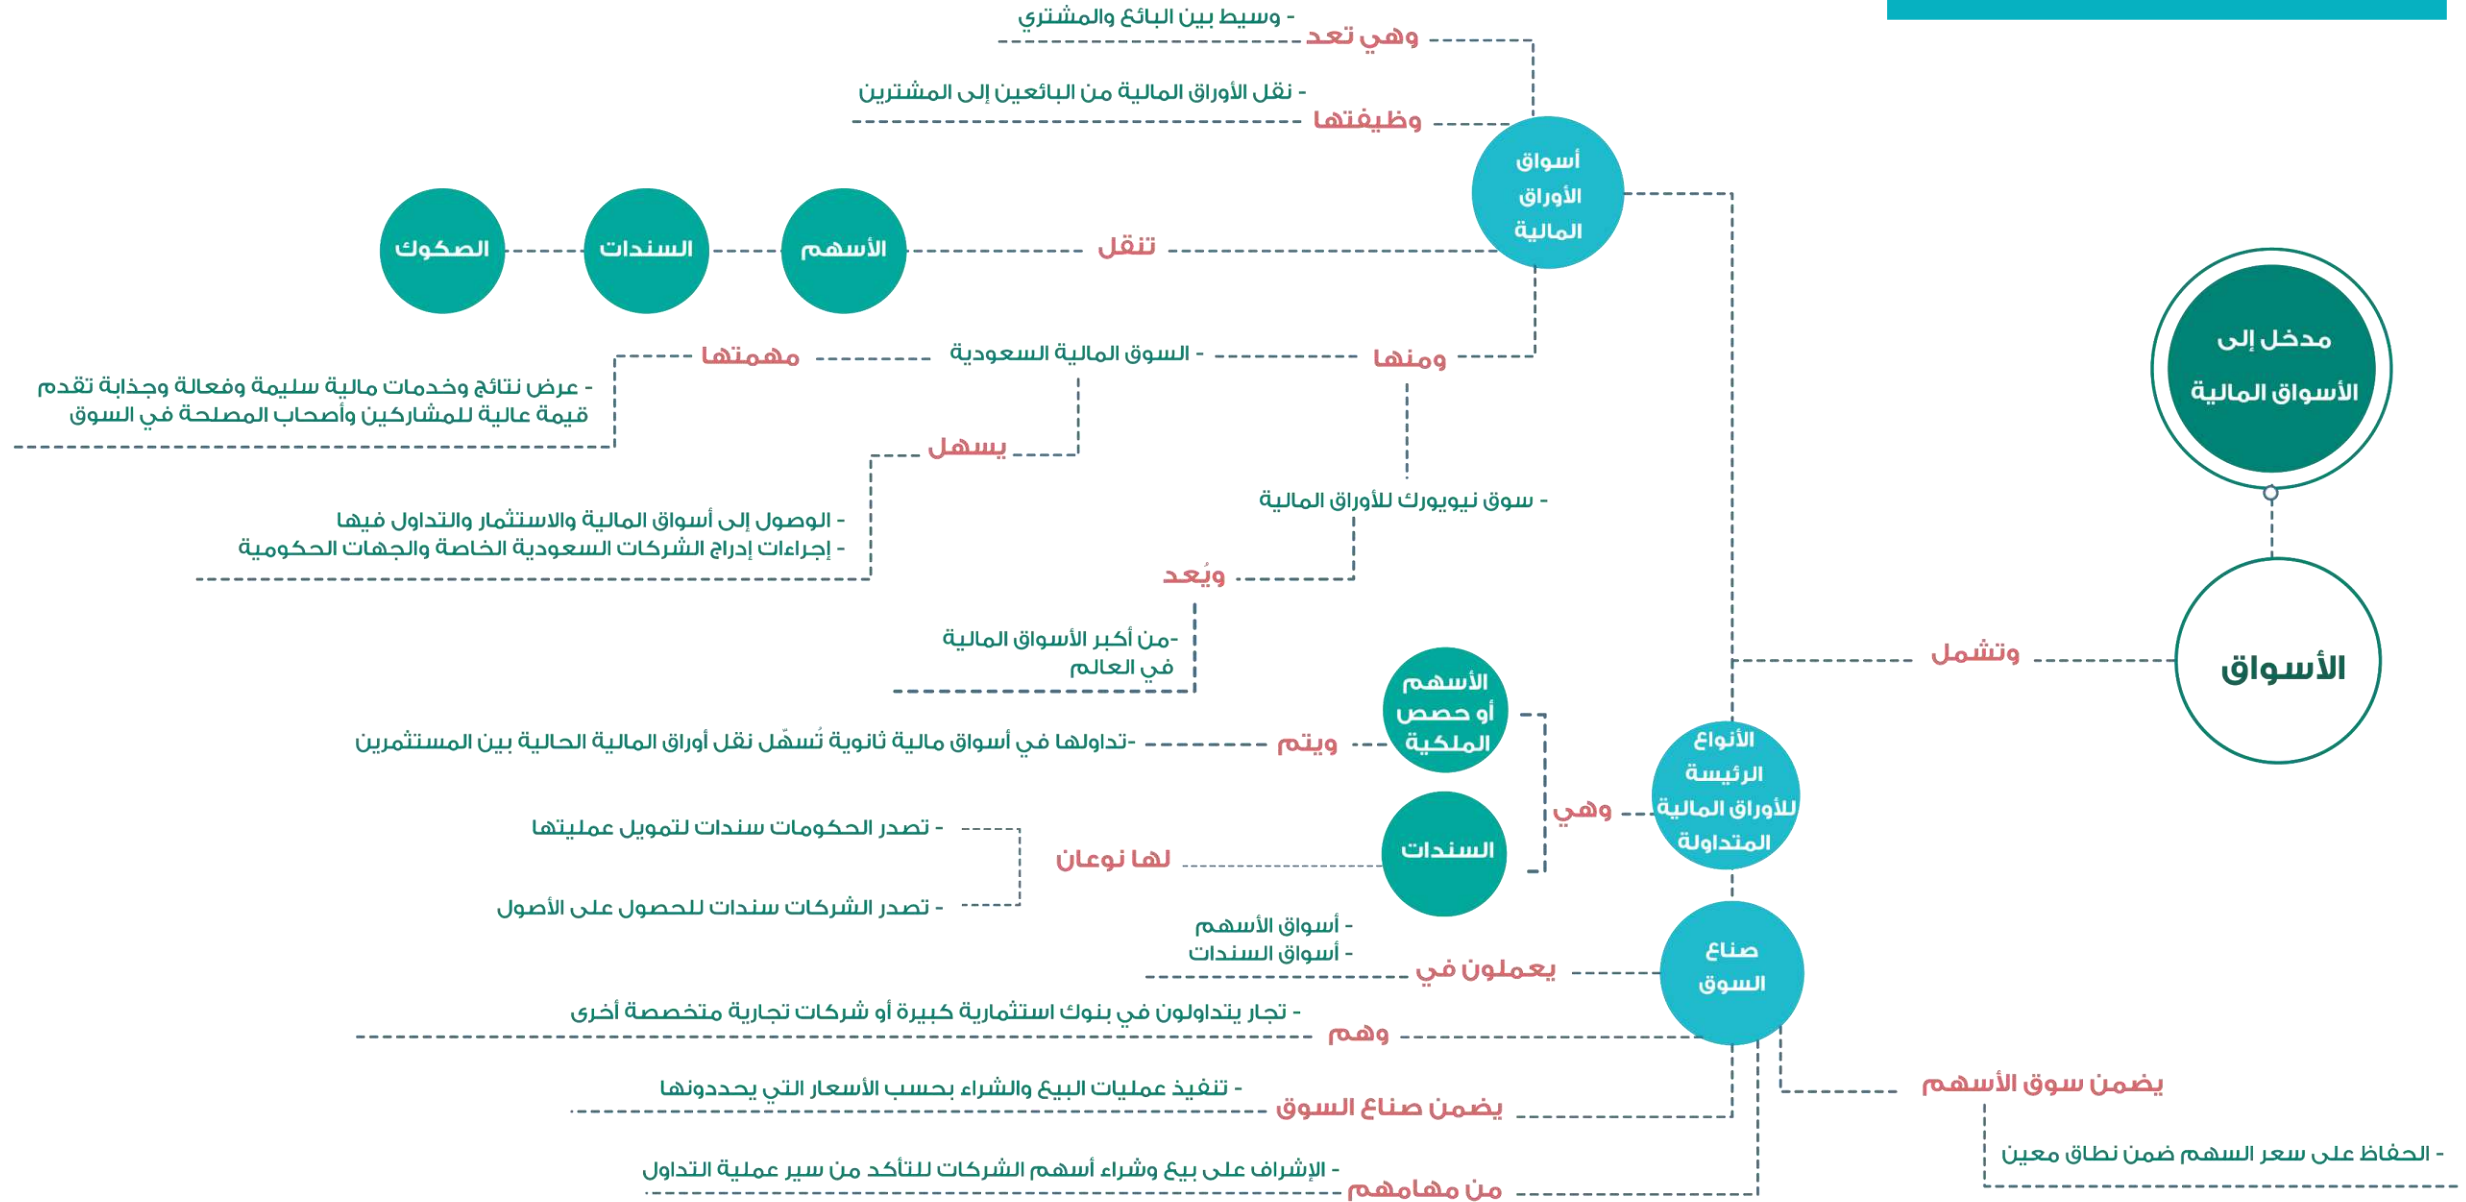 مدخل إلى
الأسواق المالية
الأسواق
وتشمل
أسواق
الأوراق
المالية
وهي تعد
- وسيط بين البائع والمشتري
وظيفتها
- نقل الأوراق المالية من البائعين إلى المشترين
تنقل
الأسهم
السندات
الصكوك
ومنها
- السوق المالية السعودية
مهمتها
- عرض نتائج وخدمات مالية سليمة وفعالة وجذابة تقدم
قيمة عالية للمشاركين وأصحاب المصلحة في السوق
يسهل
- الوصول إلى أسواق المالية والاستثمار والتداول فيها
- إجراءات إدراج الشركات السعودية الخاصة والجهات الحكومية
- سوق نيويورك للأوراق المالية
ويُعد
-من أكبر الأسواق المالية
في العالم
الأنواع
الرئيسة
للأوراق المالية
المتداولة
وهي
الأسهم
أو حصص
الملكية
ويتم
-تداولها في أسواق مالية ثانوية تُسهّل نقل أوراق المالية الحالية بين المستثمرين
السندات
لها نوعان
- تصدر الحكومات سندات لتمويل عمليتها
- تصدر الشركات سندات للحصول على الأصول
صناع
السوق
يعملون في
- أسواق الأسهم
- أسواق السندات
وهم
- تجار يتداولون في بنوك استثمارية كبيرة أو شركات تجارية متخصصة أخرى
يضمن صناع السوق
- تنفيذ عمليات البيع والشراء بحسب الأسعار التي يحددونها
من مهامهم
- الإشراف على بيع وشراء أسهم الشركات للتأكد من سير عملية التداول
يضمن سوق الأسهم
- الحفاظ على سعر السهم ضمن نطاق معين